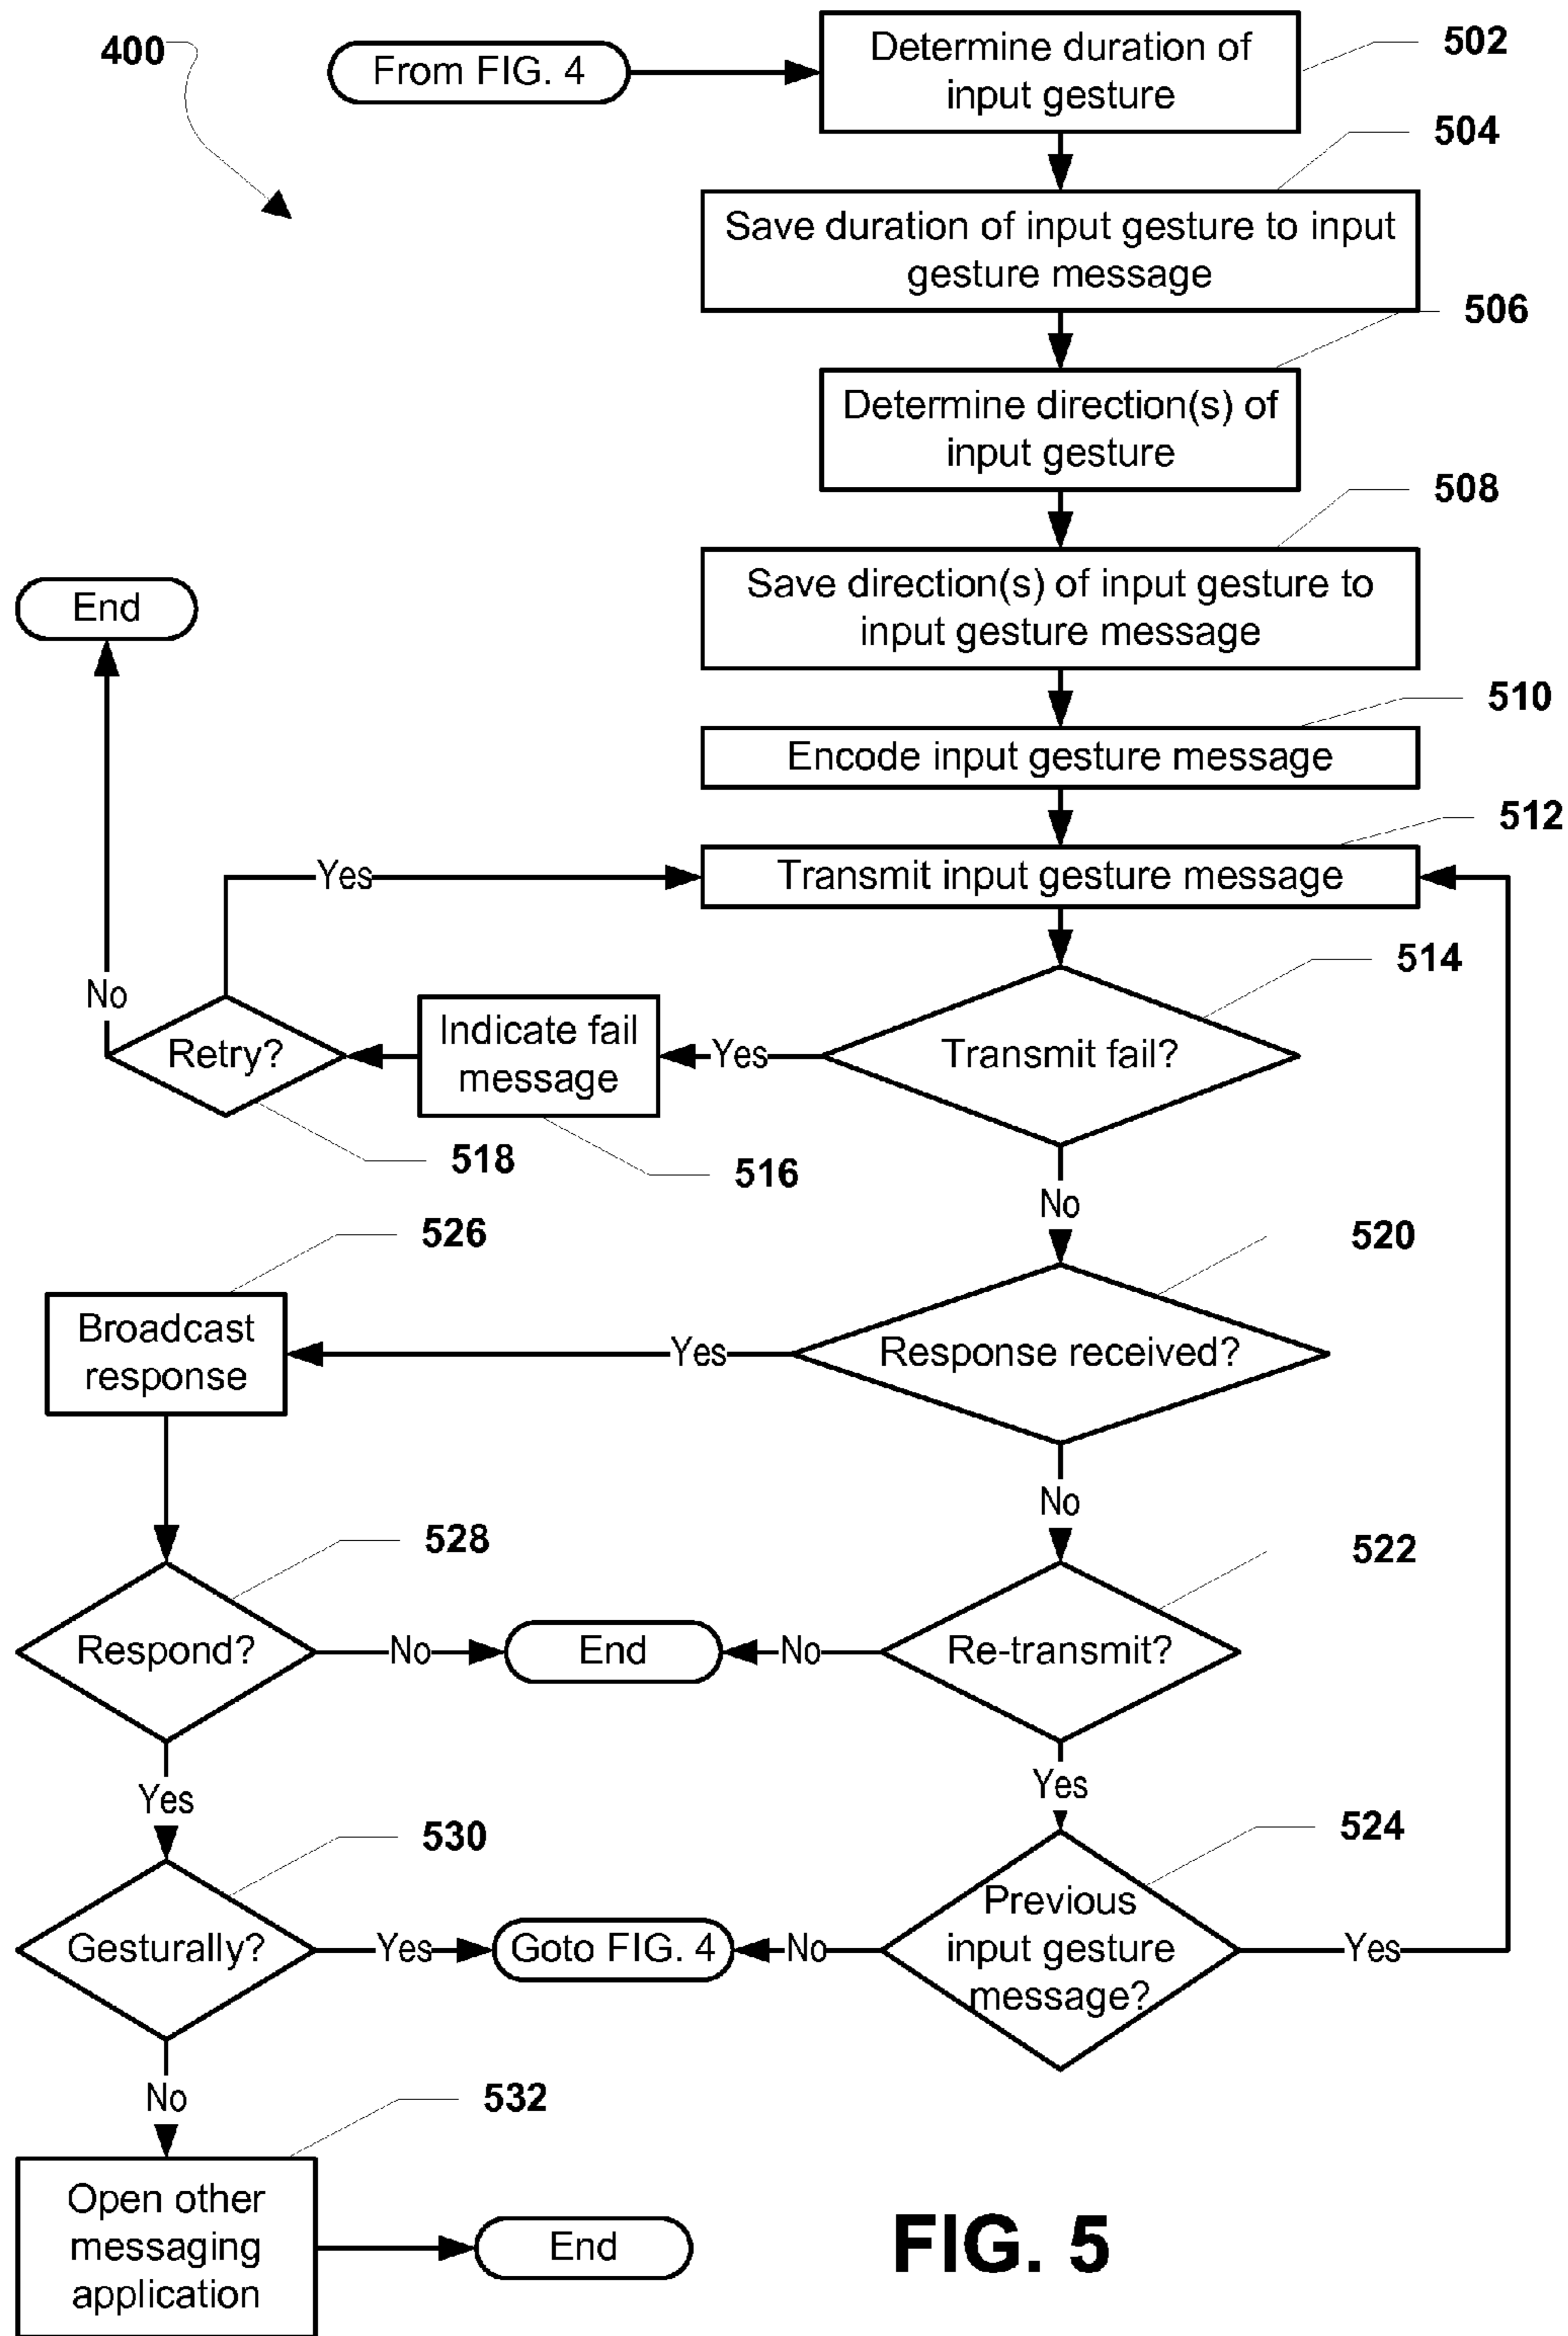 400
From FIG. 4
Determine duration of
input gesture
502
504
Save duration of input gesture to input
gesture message
506
Determine direction(s) of
input gesture
508
Save direction(s) of input gesture to
input gesture message
End
510
Encode input gesture message
512
Yes
Transmit input gesture message
514
No
Retry?
Indicate fail
message
Yes
Transmit fail?
518
516
No
526
520
Broadcast
response
Yes
Response received?
No
528
522
Respond?
No
End
No
Re-transmit?
Yes
Yes
530
524
Gesturally?
Yes
Goto FIG. 4
No
Previous
input gesture
message?
Yes
No
532
Open other
messaging
application
End
FIG. 5